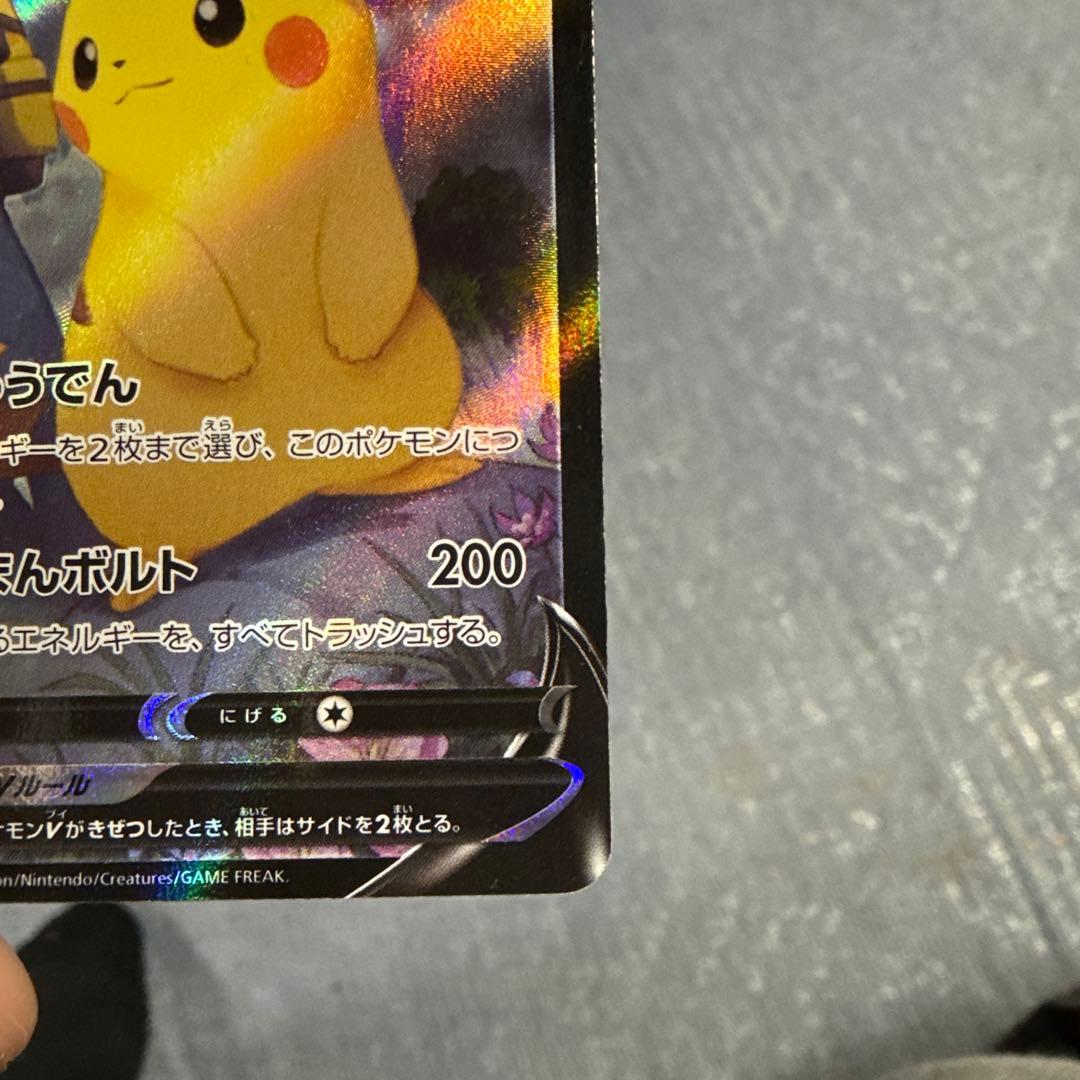 うでん
ギーを2枚まで選び、このポケモンにつ
。
まんボルト 200
るエネルギーを、すべてトラッシュする。
にげる
Vルール
ケモンVがきぜつしたとき、相手はサイドを2枚とる。
on/Nintendo/Creatures/GAME FREAK.